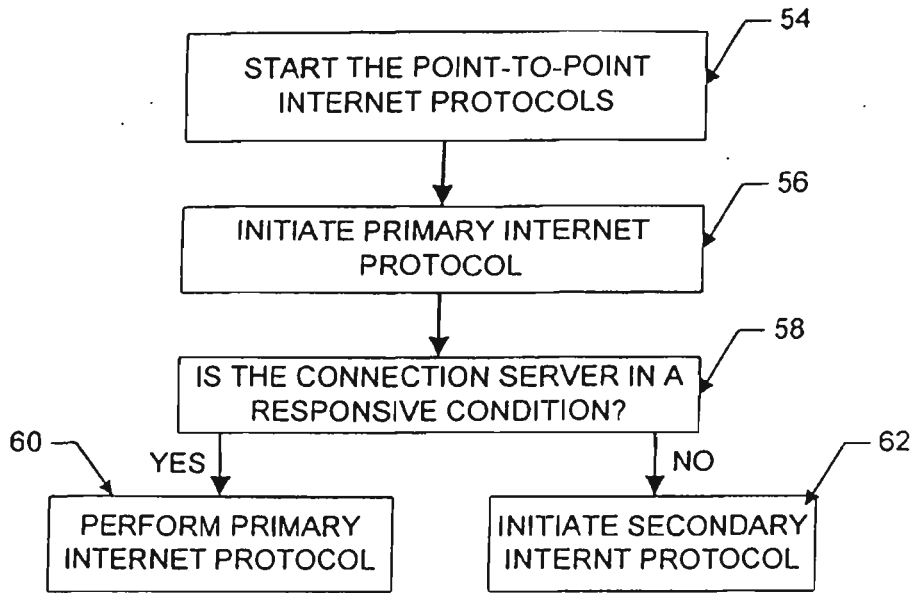 54
START THE POINT-TO-POINT
INTERNET PROTOCOLS
56
INITIATE PRIMARY INTERNET
PROTOCOL
58
IS THE CONNECTION SERVER IN A
RESPONSIVE CONDITION?
60
YES
NO
62
PERFORM PRIMARY
INTERNET PROTOCOL
INITIATE SECONDARY
INTERNT PROTOCOL